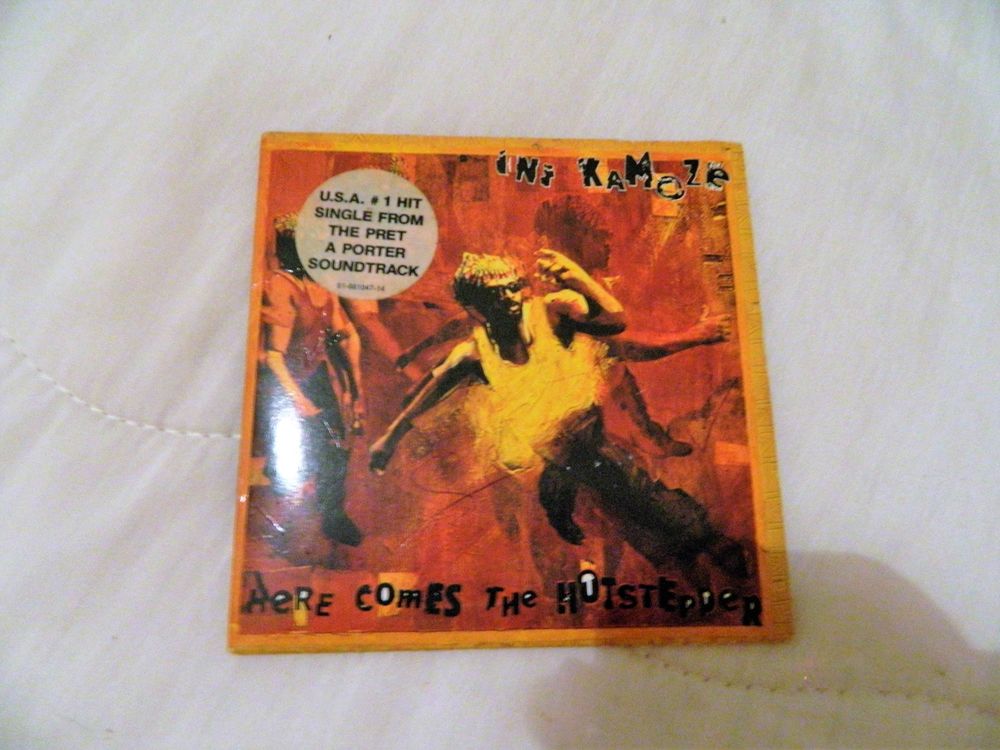 INI KAMOZE
U.S.A. # 1 HIT
SINGLE FROM
THE PRET
A PORTER
SOUNDTRACK
HERE COMES THE HOTSTEPPER